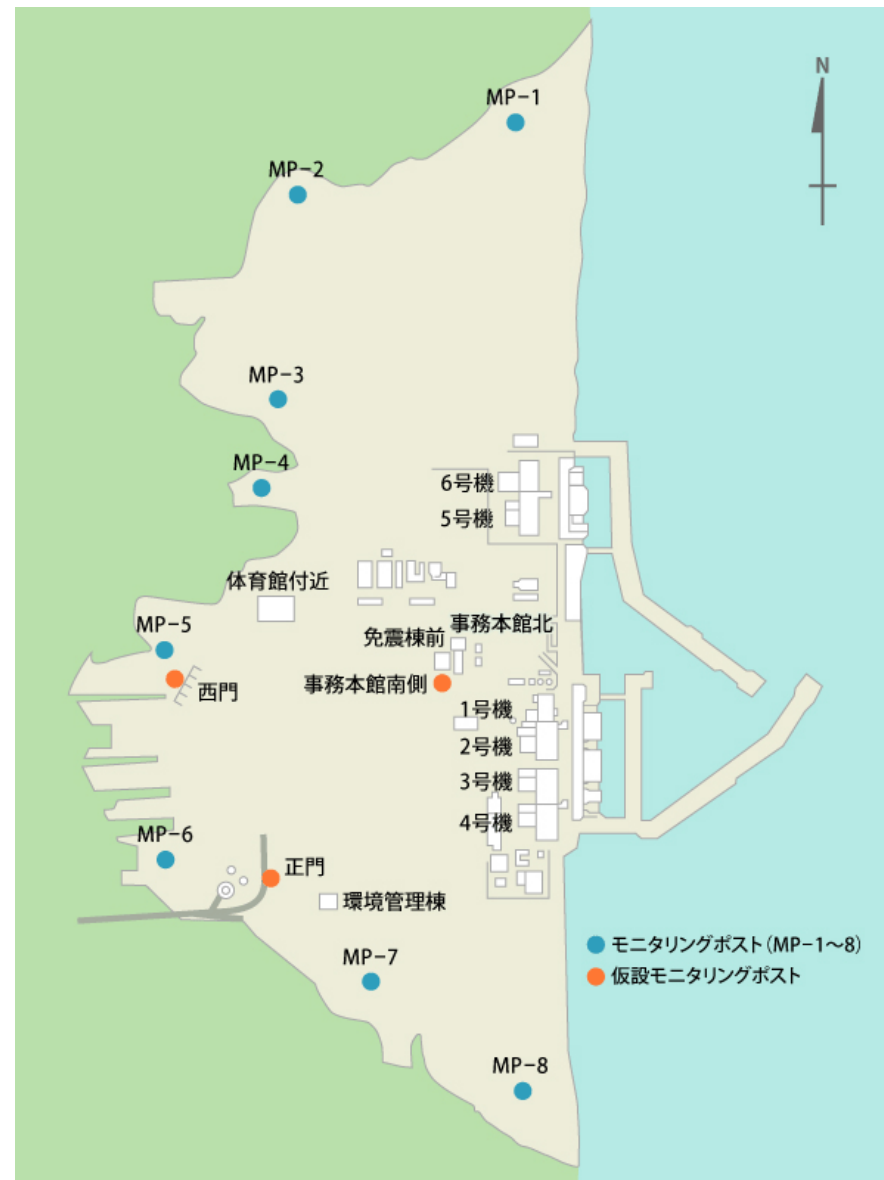 N
MP-1
MP-2
MP-3
MP-4
6号機
5号機
体育館付近
MP-5
事務本館北
免震棟前
西門
事務本館南側
1号機
2号機
3号機
4号機
MP-6
正門
環境管理棟
モニタリングポスト(MP-1〜8)
MP-7
仮設モニタリングポスト
MP-8